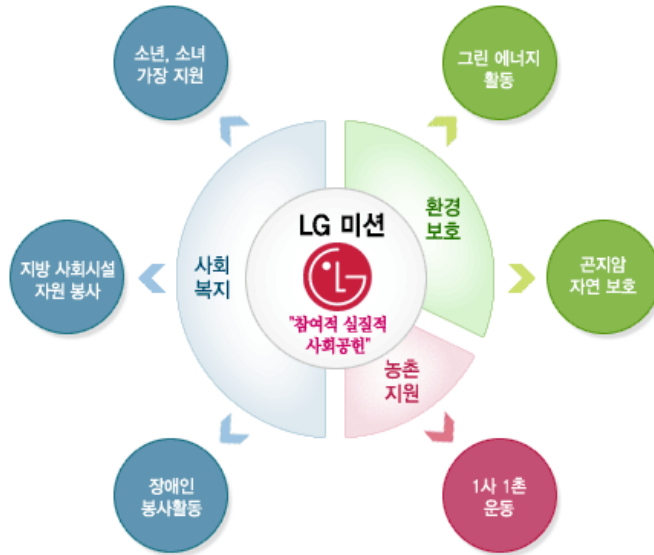 소년, 소녀
가장 지원
그린 에너지
활동
LG 미션
"참여적 실질적
사회공헌"
환경
보호
사회
복지
농촌
지원
지방 사회시설
자원 봉사
곤지암
자연 보호
장애인
봉사활동
1사 1촌
운동